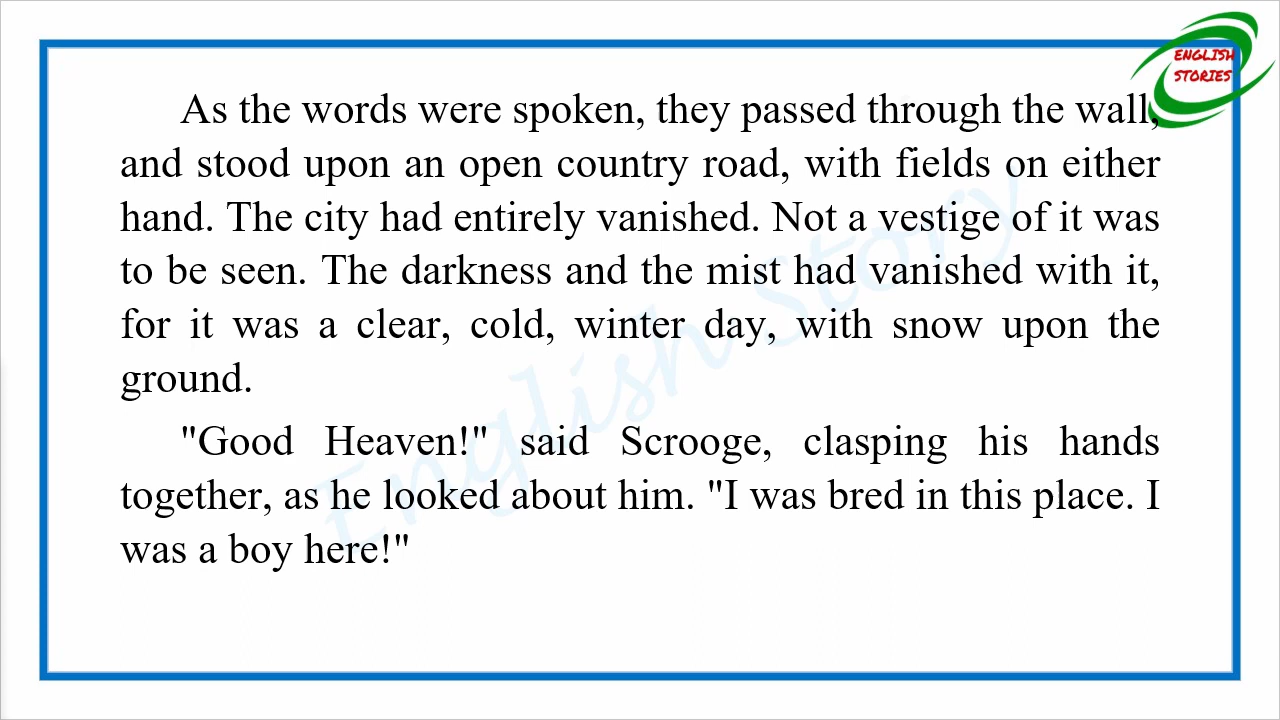 ENGLISH
STORIES
As the words were spoken, they passed through the wall,
and stood upon an open country road, with fields on either
hand. The city had entirely vanished. Not a vestige of it was
to be seen. The darkness and the mist had vanished with it,
for it was a clear, cold, winter day, with snow upon the
ground.
"Good Heaven!" said Scrooge, clasping his hands
together, as he looked about him. "I was bred in this place. I
was a boy here!"
English Story